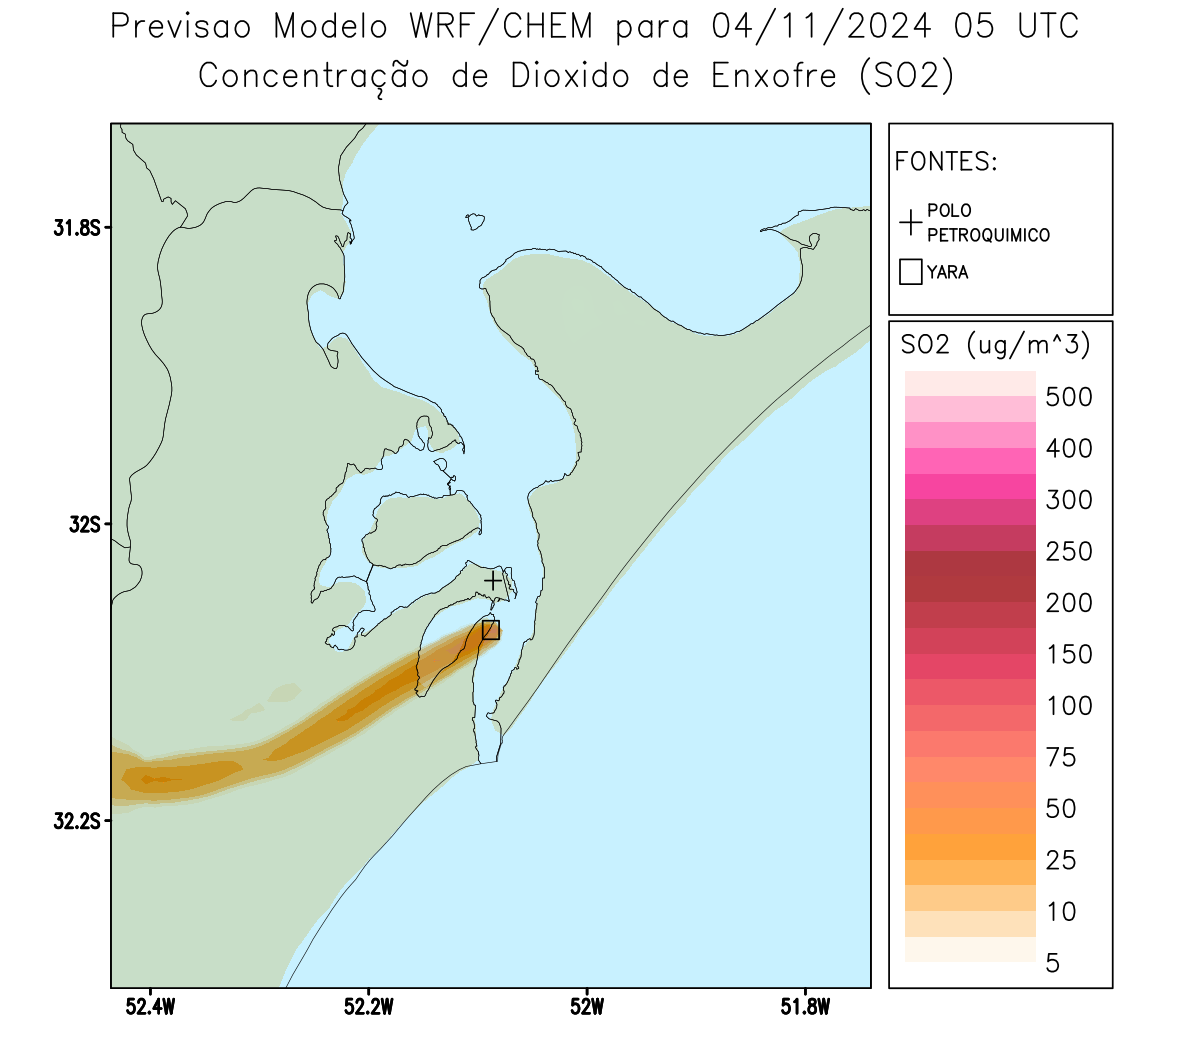 Previsao Modelo WRF/CHEM para 04/11/2024 05 UTC
Concentração de Dioxido de Enxofre (SO2)
FONTES:
POLO
PETROQUIMICO
YARA
31.8S
32S
32.2S
52.4W
52.2W
52W
51.8W
SO2 (ug/m^3)
500
400
300
250
200
150
100
75
50
25
10
5